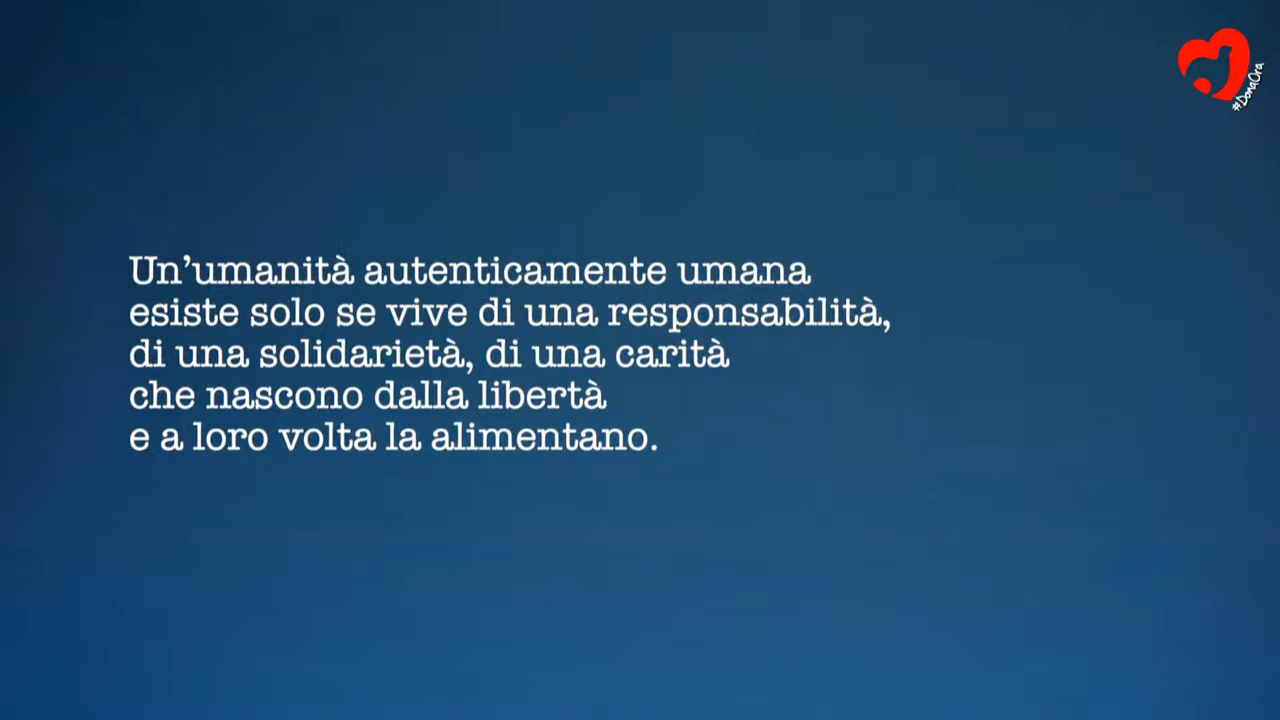 #DonaOra
Un’umanità autenticamente umana
esiste solo se vive di una responsabilità,
di una solidarietà, di una carità
che nascono dalla libertà
e a loro volta la alimentano.